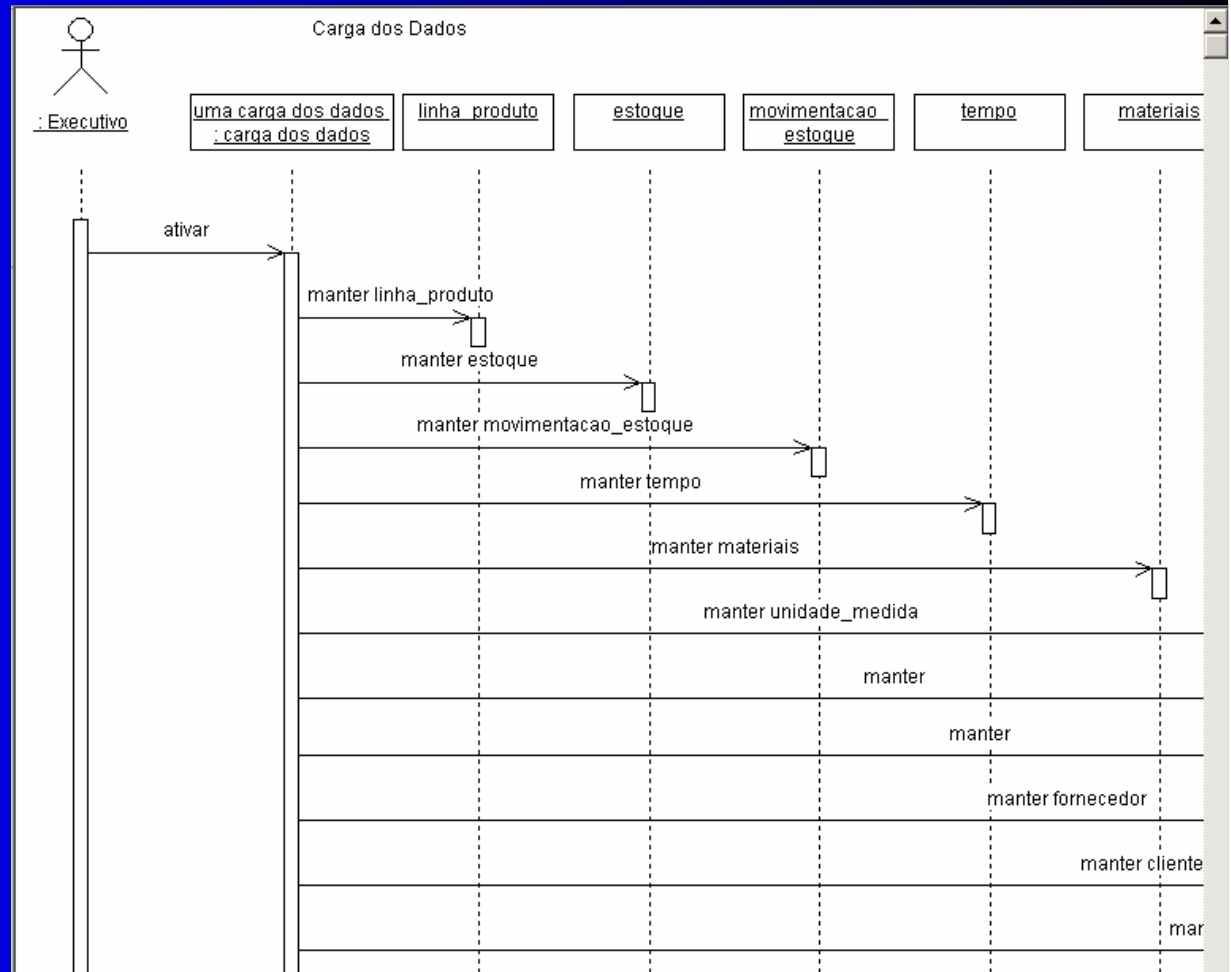 Carga dos Dados
: Executivo
uma carga dos dados
: carga dos dados
linha_produto
estoque
movimentacao_
estoque
tempo
materiais
ativar
manter linha_produto
manter estoque
manter movimentacao_estoque
manter tempo
manter materiais
manter unidade_medida
manter
manter
manter fornecedor
manter cliente